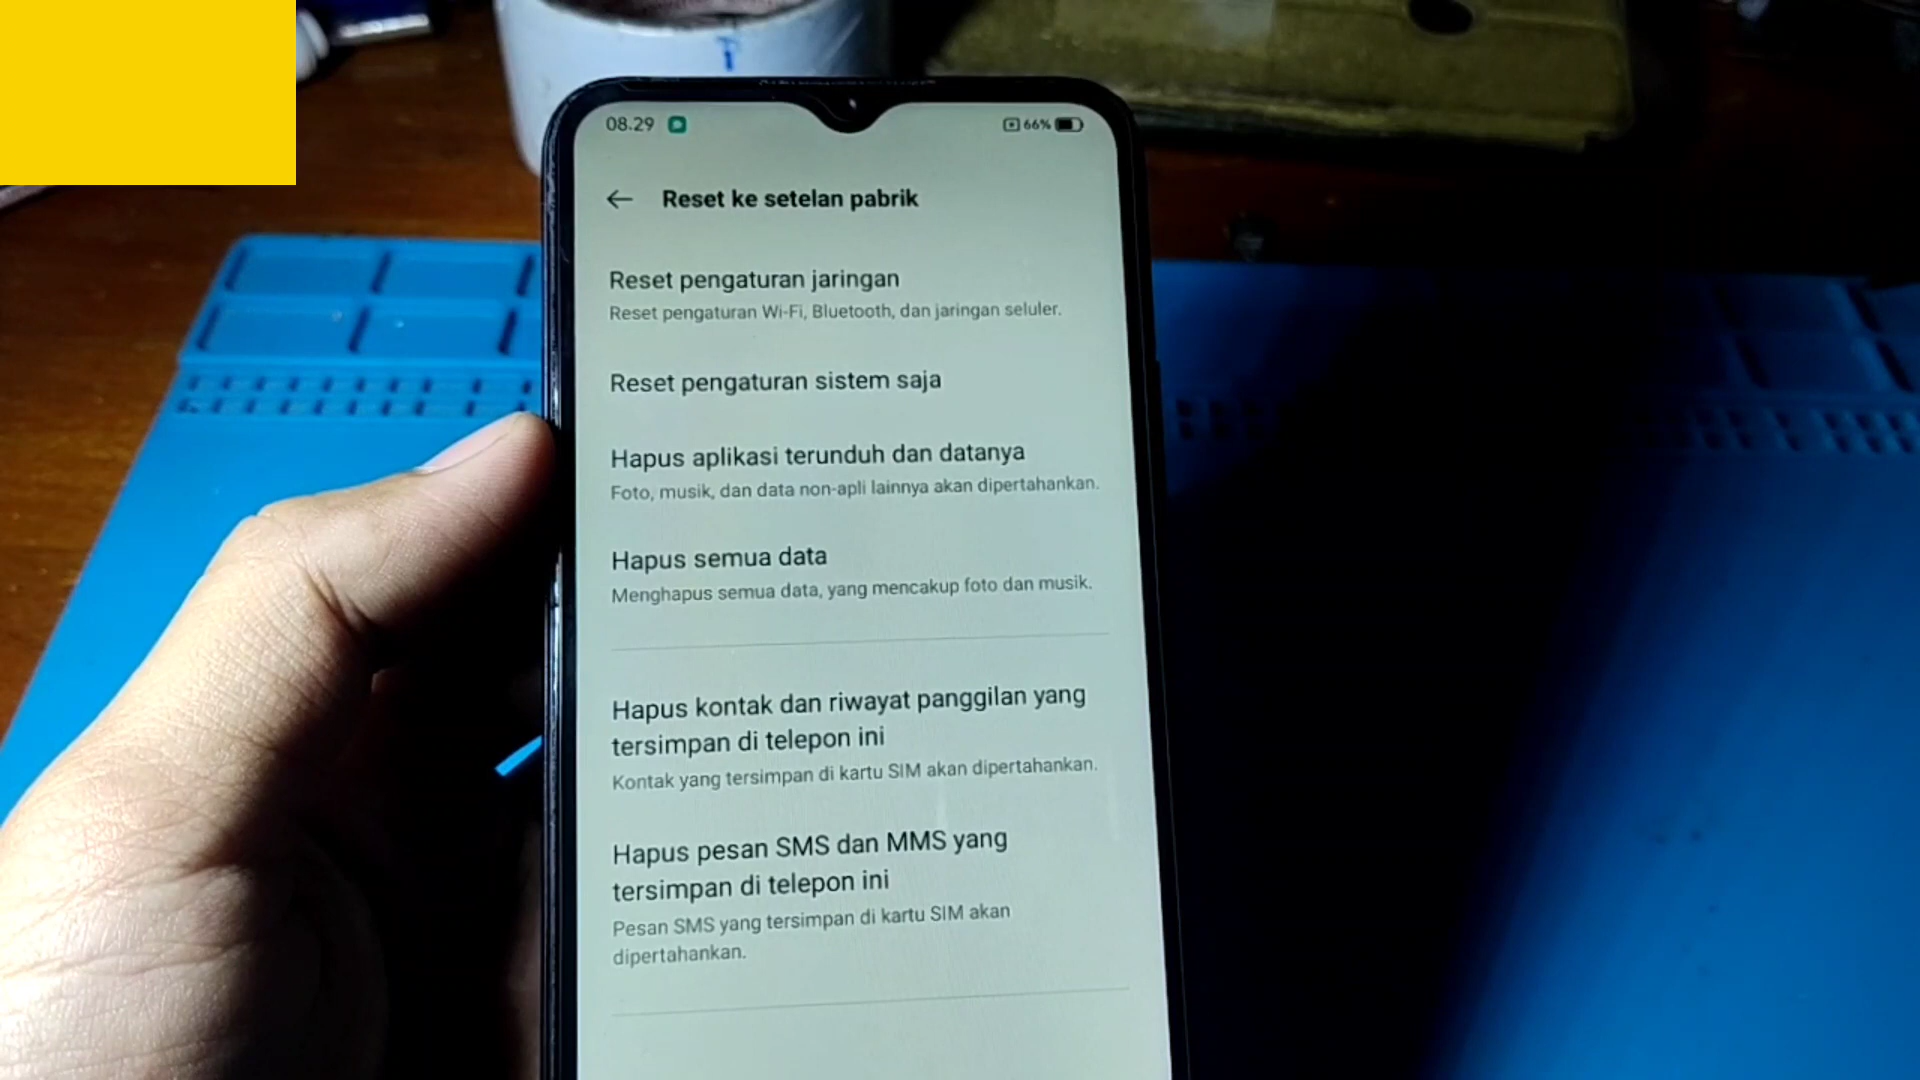 08.29
66%
Reset ke setelan pabrik
Reset pengaturan jaringan
Reset pengaturan Wi-Fi, Bluetooth, dan jaringan seluler.
Reset pengaturan sistem saja
Hapus aplikasi terunduh dan datanya
Foto, musik, dan data non-apli lainnya akan dipertahankan.
Hapus semua data
Menghapus semua data, yang mencakup foto dan musik.
Hapus kontak dan riwayat panggilan yang
tersimpan di telepon ini
Kontak yang tersimpan di kartu SIM akan dipertahankan.
Hapus pesan SMS dan MMS yang
tersimpan di telepon ini
Pesan SMS yang tersimpan di kartu SIM akan
dipertahankan.